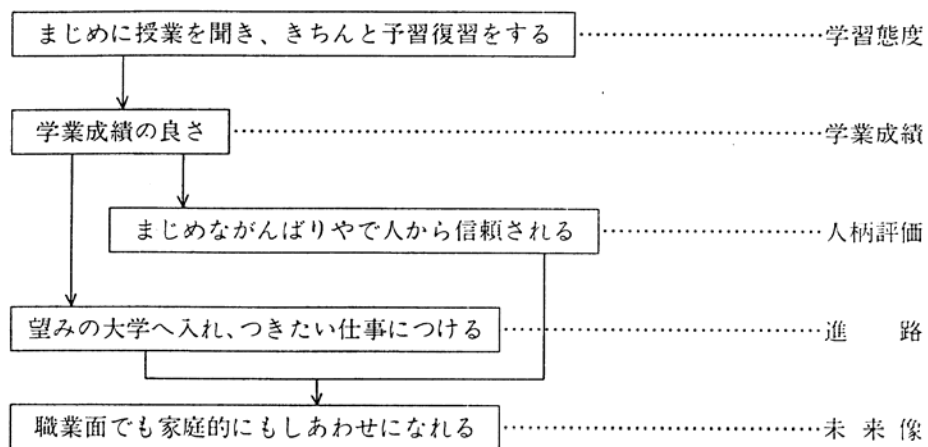 まじめに授業を聞き、きちんと予習復習をする………………………学習態度
学業成績の良さ………………………学業成績
まじめながんばりやで人から信頼される………………………人柄評価
望みの大学へ入れ、つきたい仕事につける………………………進　路
職業面でも家庭的にもしあわせになれる………………………未来像